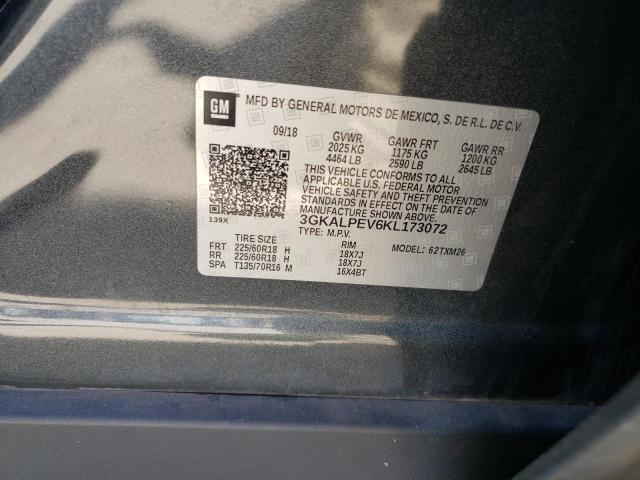 GM MFD BY GENERAL MOTORS DE MEXICO, S. DE R.L. DE C.V.
09/18 GVWR GAWR FRT GAWR RR
2025 KG 1175 KG 1200 KG
4464 LB 2590 LB 2645 LB
THIS VEHICLE CONFORMS TO ALL
APPLICABLE U.S. FEDERAL MOTOR
VEHICLE SAFETY AND THEFT PREVENTION
STANDARDS IN EFFECT ON THE DATE OF
MANUFACTURE SHOWN ABOVE.
139X 3GKALPEV6KL173072
TYPE: M.P.V. MODEL: 62TXM26
TIRE SIZE RIM
FRT 225/60R18 H 18X7J
RR 225/60R18 H 18X7J
SPA T135/70R16 M 16X4BT